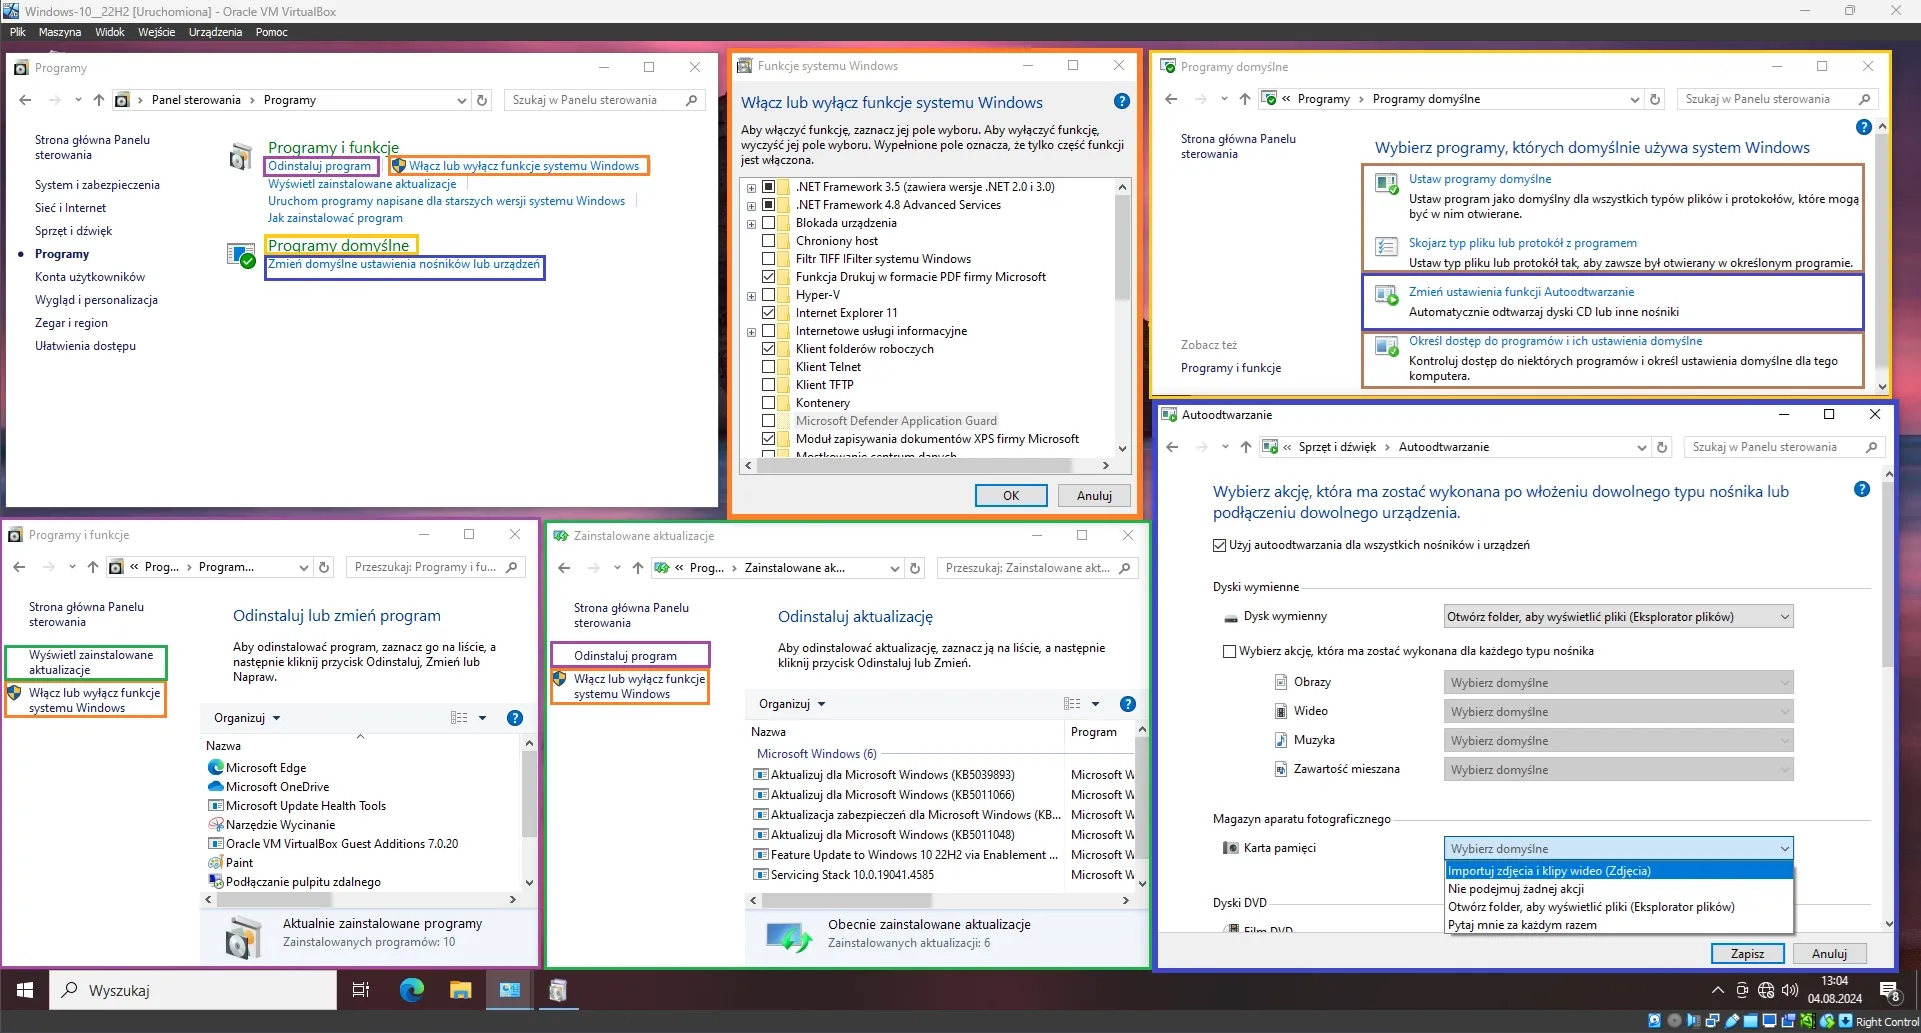 Windows-10__22H2 [Uruchomiona] - Oracle VM VirtualBox
Plik Maszyna Widok Wejście Urządzenia Pomoc
Programy
Panel sterowania Programy
Szukaj w Panelu sterowania
Strona główna Panelu
sterowania
System i zabezpieczenia
Sieć i Internet
Sprzęt i dźwięk
Programy
Konta użytkowników
Wygląd i personalizacja
Zegar i region
Ułatwienia dostępu
Programy i funkcje
Odinstaluj program
Włącz lub wyłącz funkcje systemu Windows
Wyświetl zainstalowane aktualizacje
Uruchom programy napisane dla starszych wersji systemu Windows
Jak zainstalować program
Programy domyślne
Zmień domyślne ustawienia nośników lub urządzeń
Funkcje systemu Windows
Włącz lub wyłącz funkcje systemu Windows
Aby włączyć funkcję, zaznacz jej pole wyboru. Aby wyłączyć funkcję,
wyczyść jej pole wyboru. Wypełnione pole oznacza, że tylko część funkcji
jest włączona.
.NET Framework 3.5 (zawiera wersje .NET 2.0 i 3.0)
.NET Framework 4.8 Advanced Services
Blokada urządzenia
Chroniony host
Filtr TIFF IFilter systemu Windows
Funkcja Drukuj w formacie PDF firmy Microsoft
Hyper-V
Internet Explorer 11
Internetowe usługi informacyjne
Klient folderów roboczych
Klient Telnet
Klient TFTP
Kontenery
Microsoft Defender Application Guard
Moduł zapisywania dokumentów XPS firmy Microsoft
Mostkowanie centrum danych
OK
Anuluj
Programy domyślne
« Programy Programy domyślne
Szukaj w Panelu sterowania
Strona główna Panelu
sterowania
Wybierz programy, których domyślnie używa system Windows
Ustaw programy domyślne
Ustaw program jako domyślny dla wszystkich typów plików i protokołów, które mogą
być w nim otwierane.
Skojarz typ pliku lub protokół z programem
Ustaw typ pliku lub protokół tak, aby zawsze był otwierany w określonym programie.
Zmień ustawienia funkcji Autoodtwarzanie
Automatycznie odtwarzaj dyski CD lub inne nośniki
Określ dostęp do programów i ich ustawienia domyślne
Kontroluj dostęp do niektórych programów i określ ustawienia domyślne dla tego
komputera.
Zobacz też
Programy i funkcje
Programy i funkcje
« Prog... Program...
Przeszukaj: Programy i fu...
Strona główna Panelu
sterowania
Wyświetl zainstalowane
aktualizacje
Włącz lub wyłącz funkcje
systemu Windows
Odinstaluj lub zmień program
Aby odinstalować program, zaznacz go na liście, a
następnie kliknij przycisk Odinstaluj, Zmień lub
Napraw.
Organizuj
Nazwa
Microsoft Edge
Microsoft OneDrive
Microsoft Update Health Tools
Narzędzie Wycinanie
Oracle VM VirtualBox Guest Additions 7.0.20
Paint
Podłączanie pulpitu zdalnego
Aktualnie zainstalowane programy
Zainstalowanych programów: 10
Zainstalowane aktualizacje
« Prog... Zainstalowane ak...
Przeszukaj: Zainstalowane akt...
Strona główna Panelu
sterowania
Odinstaluj program
Włącz lub wyłącz funkcje
systemu Windows
Odinstaluj aktualizację
Aby odinstalować aktualizację, zaznacz ją na liście, a następnie
kliknij przycisk Odinstaluj lub Zmień.
Organizuj
Nazwa Program
Microsoft Windows (6)
Aktualizuj dla Microsoft Windows (KB5039893) Microsoft W
Aktualizuj dla Microsoft Windows (KB5011066) Microsoft W
Aktualizacja zabezpieczeń dla Microsoft Windows (KB... Microsoft W
Aktualizuj dla Microsoft Windows (KB5011048) Microsoft W
Feature Update to Windows 10 22H2 via Enablement ... Microsoft W
Servicing Stack 10.0.19041.4585 Microsoft W
Obecnie zainstalowane aktualizacje
Zainstalowanych aktualizacji: 6
Autoodtwarzanie
« Sprzęt i dźwięk Autoodtwarzanie
Szukaj w Panelu sterowania
Wybierz akcję, która ma zostać wykonana po włożeniu dowolnego typu nośnika lub
podłączeniu dowolnego urządzenia.
Użyj autoodtwarzania dla wszystkich nośników i urządzeń
Dyski wymienne
Dysk wymienny Otwórz folder, aby wyświetlić pliki (Eksplorator plików)
Wybierz akcję, która ma zostać wykonana dla każdego typu nośnika
Obrazy Wybierz domyślne
Wideo Wybierz domyślne
Muzyka Wybierz domyślne
Zawartość mieszana Wybierz domyślne
Magazyn aparatu fotograficznego
Karta pamięci Wybierz domyślne
Importuj zdjęcia i klipy wideo (Zdjęcia)
Nie podejmuj żadnej akcji
Otwórz folder, aby wyświetlić pliki (Eksplorator plików)
Pytaj mnie za każdym razem
Dyski DVD
Film DVD
Zapisz
Anuluj
Wyszukaj
13:04
04.08.2024
8
Right Control